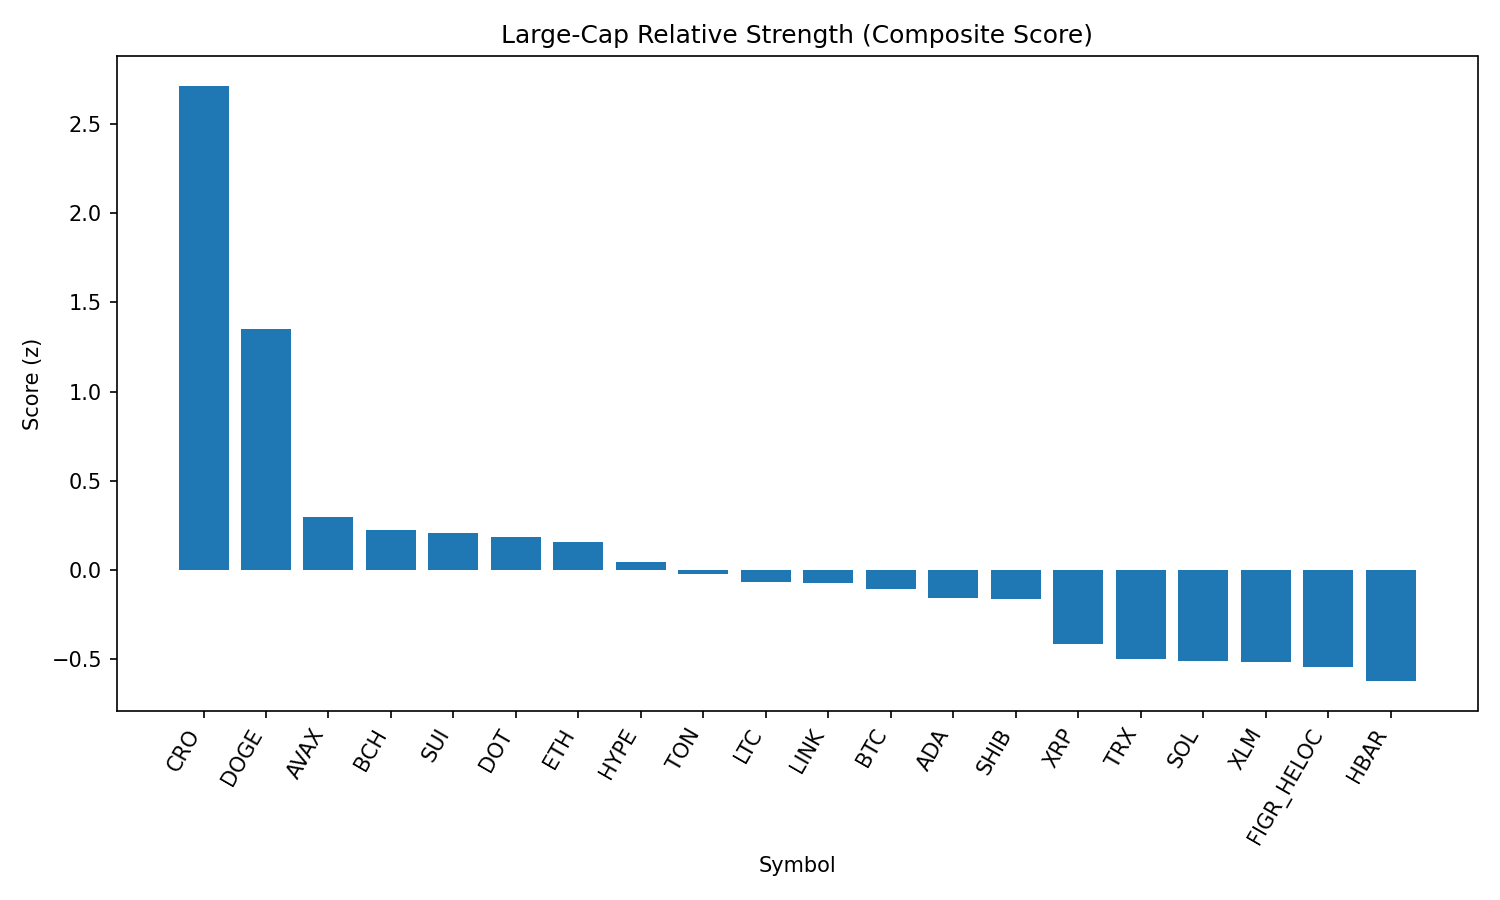 Large-Cap Relative Strength (Composite Score)
Score (z)
2.5
2.0
1.5
1.0
0.5
0.0
−0.5
CRO
DOGE
AVAX
BCH
SUI
DOT
ETH
HYPE
TON
LTC
LINK
BTC
ADA
SHIB
XRP
TRX
SOL
XLM
FIGR_HELOC
HBAR
Symbol